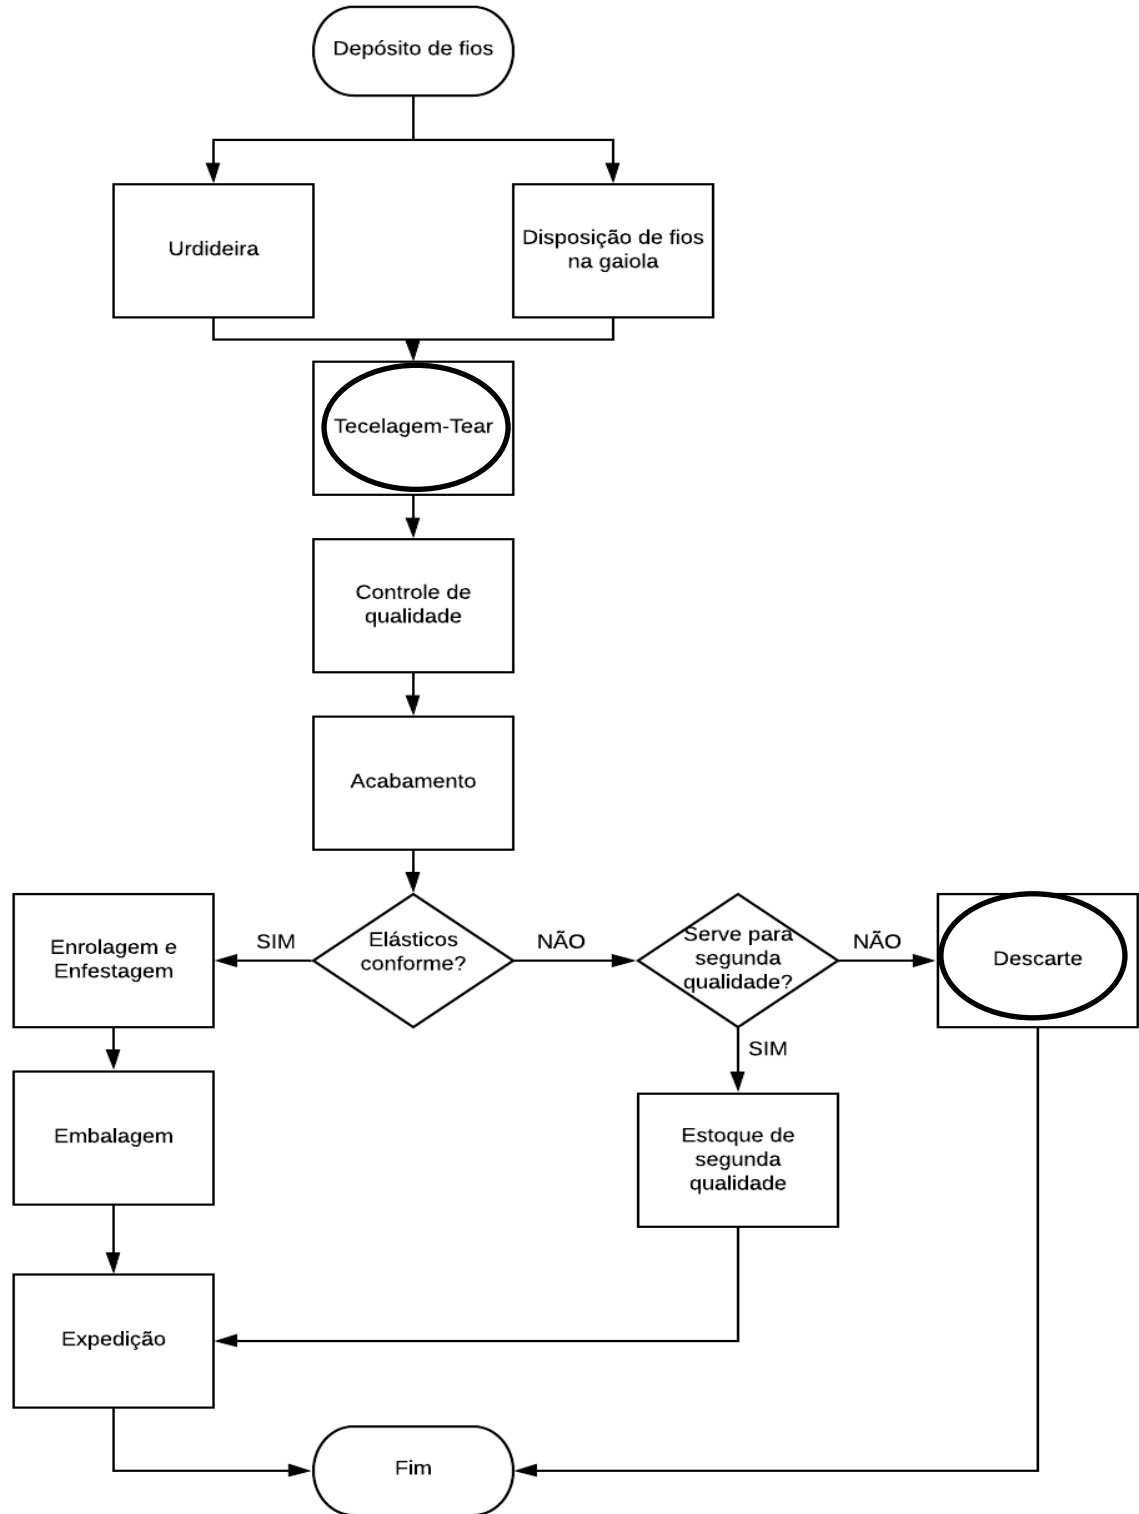 Depósito de fios
Urdideira
Disposição de fios
na gaiola
Tecelagem-Tear
Controle de
qualidade
Acabamento
Enrolagem e
Enfestagem
SIM
Elásticos
conforme?
NÃO
Serve para
segunda
qualidade?
NÃO
Descarte
SIM
Embalagem
Estoque de
segunda
qualidade
Expedição
Fim